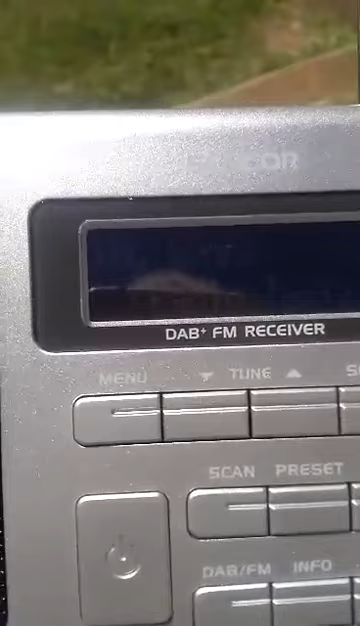 DAB+ FM RECEIVER
MENU ▼ TUNE ▲
SCAN PRESET
DAB/FM INFO